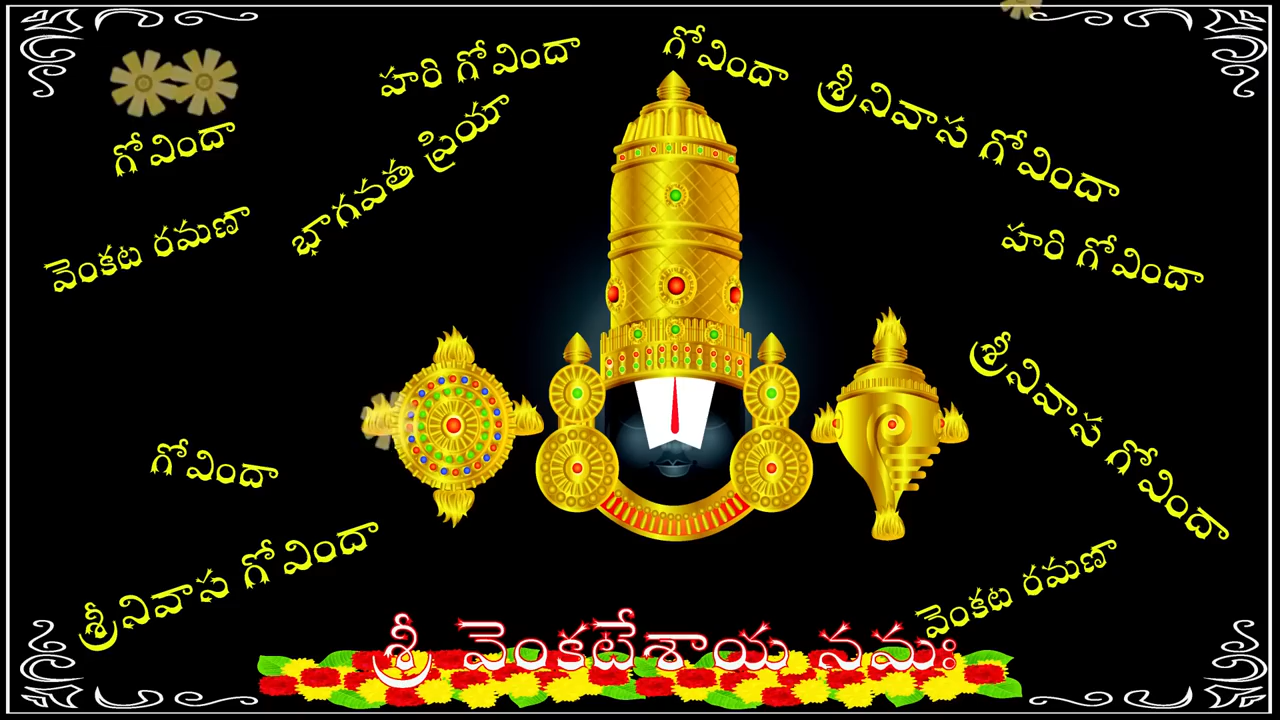 హరి గోవిందా
గోవిందా
శ్రీనివాస గోవిందా
గోవిందా
భాగవత ప్రియా
వెంకట రమణా
హరి గోవిందా
శ్రీనివాస గోవిందా
గోవిందా
శ్రీనివాస గోవిందా
వెంకట రమణా
శ్రీ వెంకటేశాయ నమః